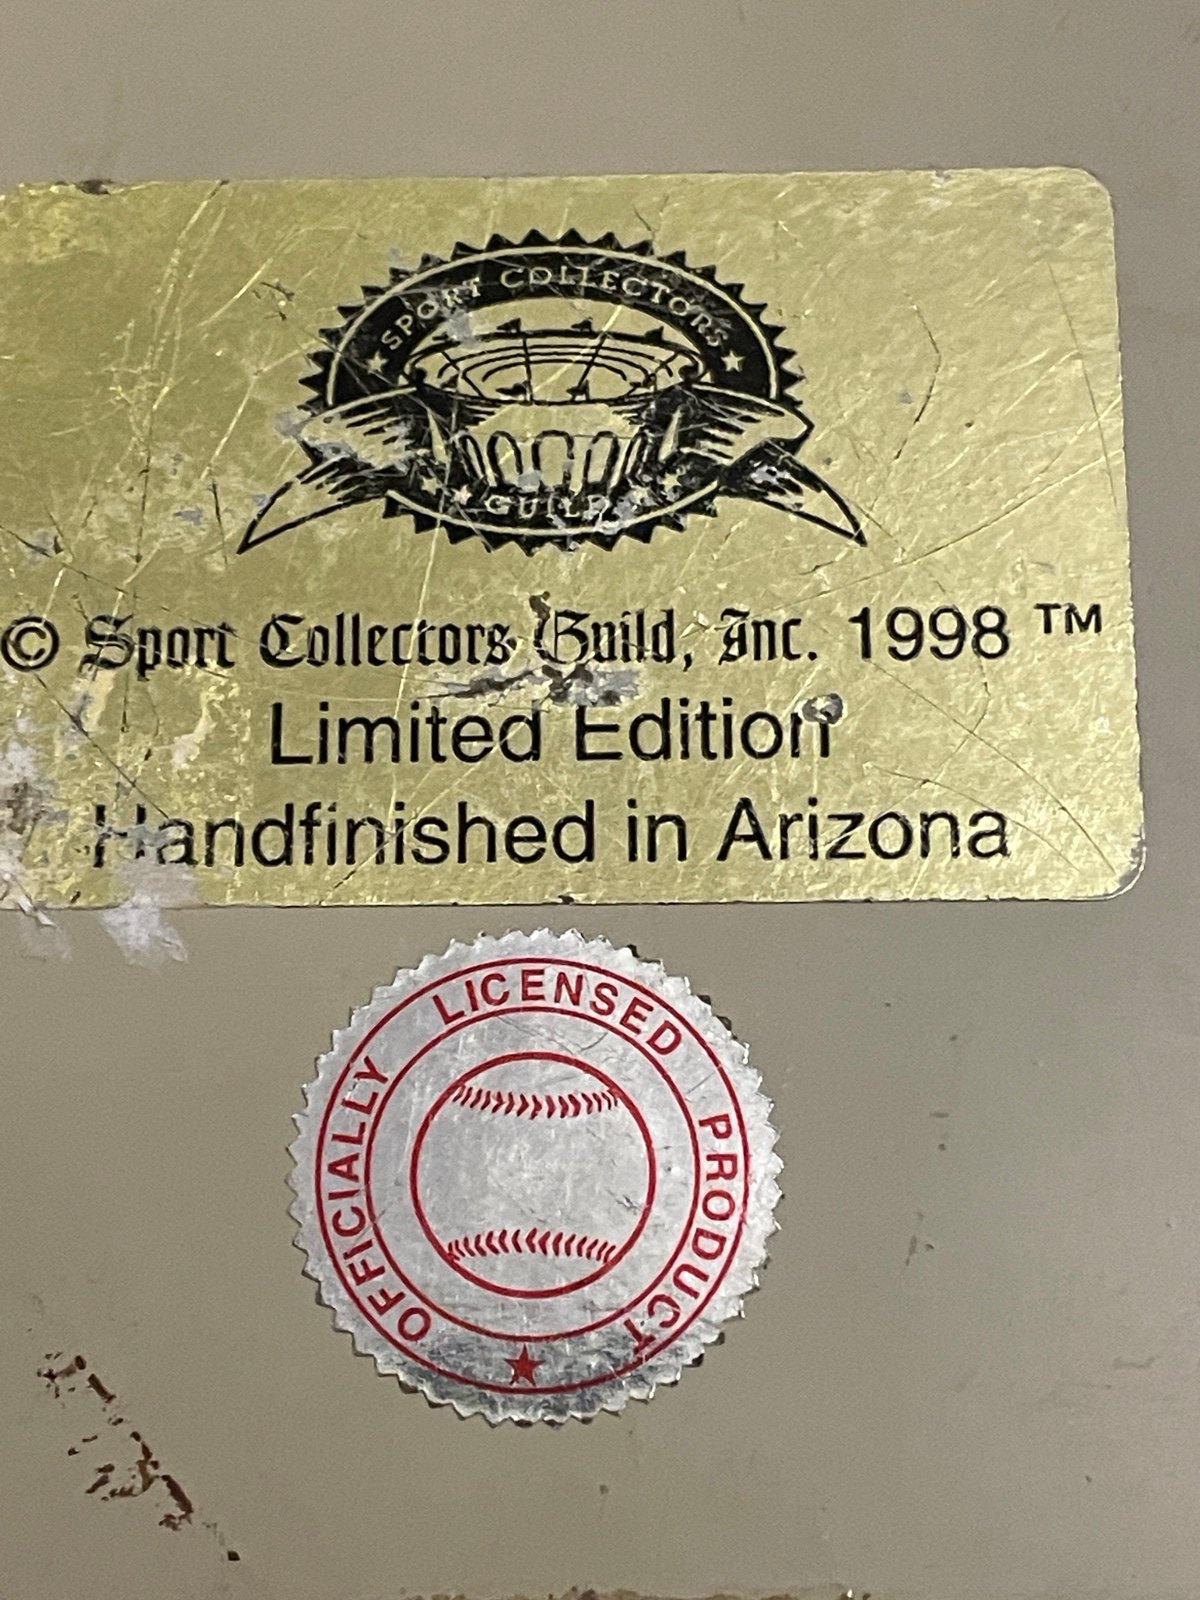 ★ SPORT COLLECTORS ★
★ ★ GUILD ★ ★
© Sport Collectors Guild, Inc. 1998 ™
Limited Edition
Handfinished in Arizona
OFFICIALLY LICENSED PRODUCT ★